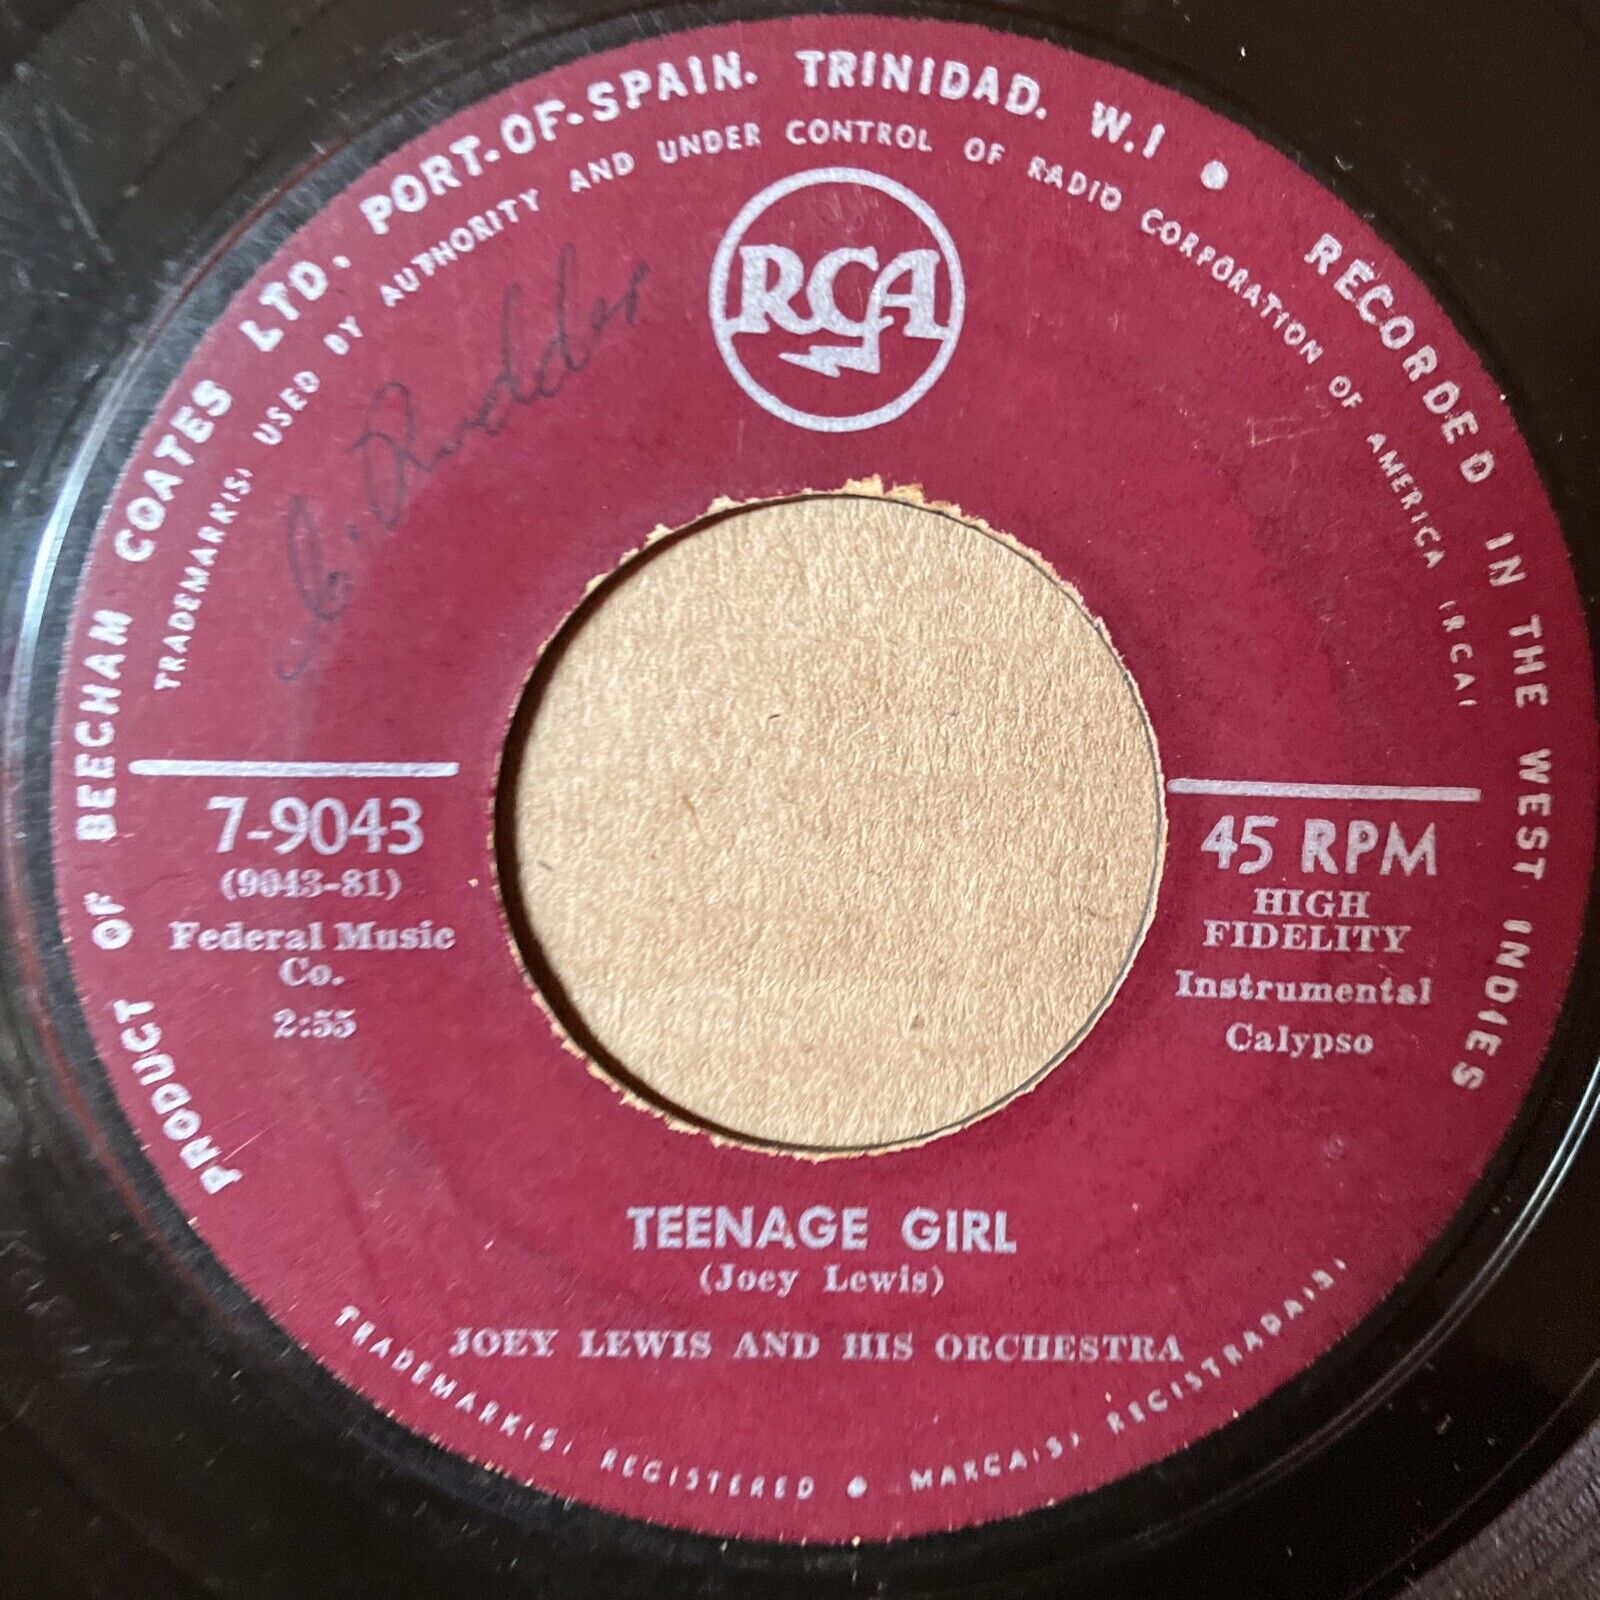 PRODUCT OF BEECHAM COATES LTD. PORT-OF-SPAIN. TRINIDAD. W.I • RECORDED IN THE WEST INDIES
TRADEMARK(S) USED BY AUTHORITY AND UNDER CONTROL OF RADIO CORPORATION OF AMERICA (RCA)
RCA
7-9043
(9043-81)
Federal Music
Co.
2:55
45 RPM
HIGH
FIDELITY
Instrumental
Calypso
TEENAGE GIRL
(Joey Lewis)
JOEY LEWIS AND HIS ORCHESTRA
TRADEMARK(S) REGISTERED • MARCA(S) REGISTRADA(S)